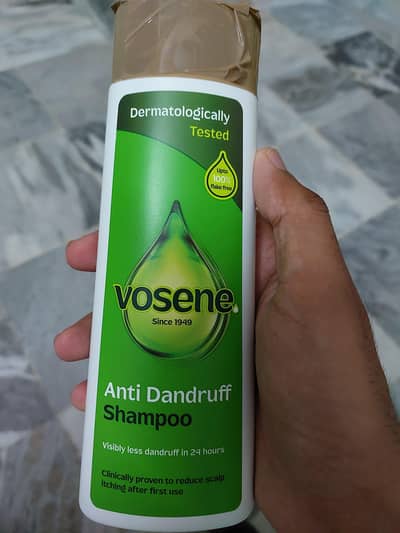 Dermatologically
Tested
Upto
100%
flake free
vosene
Since 1949
Anti Dandruff
Shampoo
Visibly less dandruff in 24 hours
Clinically proven to reduce scalp
itching after first use